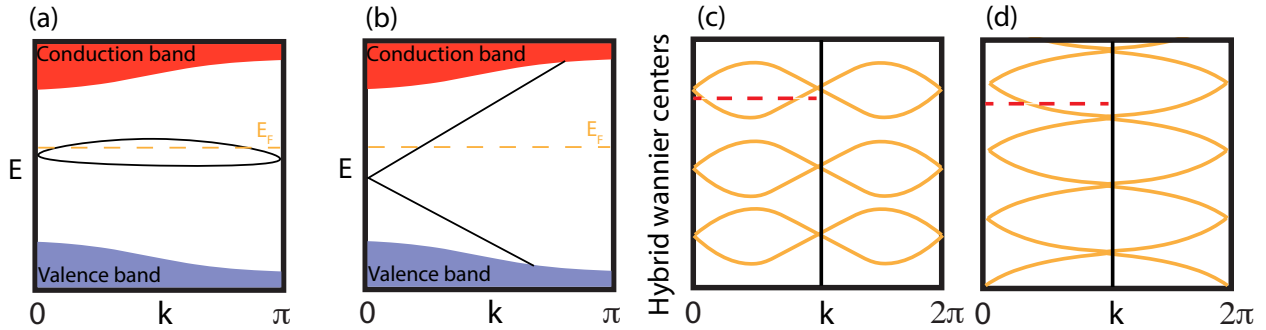 (a)
Conduction band
E_F
E
Valence band
0
k
π
(b)
Conduction band
E_F
E
Valence band
0
k
π
(c)
Hybrid wannier centers
0
k
2π
(d)
0
k
2π